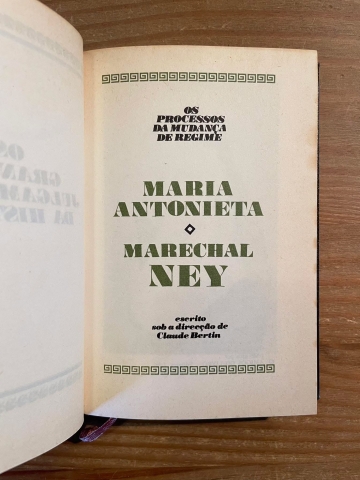 OS
PROCESSOS
DA MUDANÇA
DE REGIME
MARIA
ANTONIETA
MARECHAL
NEY
escrito
sob a direcção de
Claude Bertin